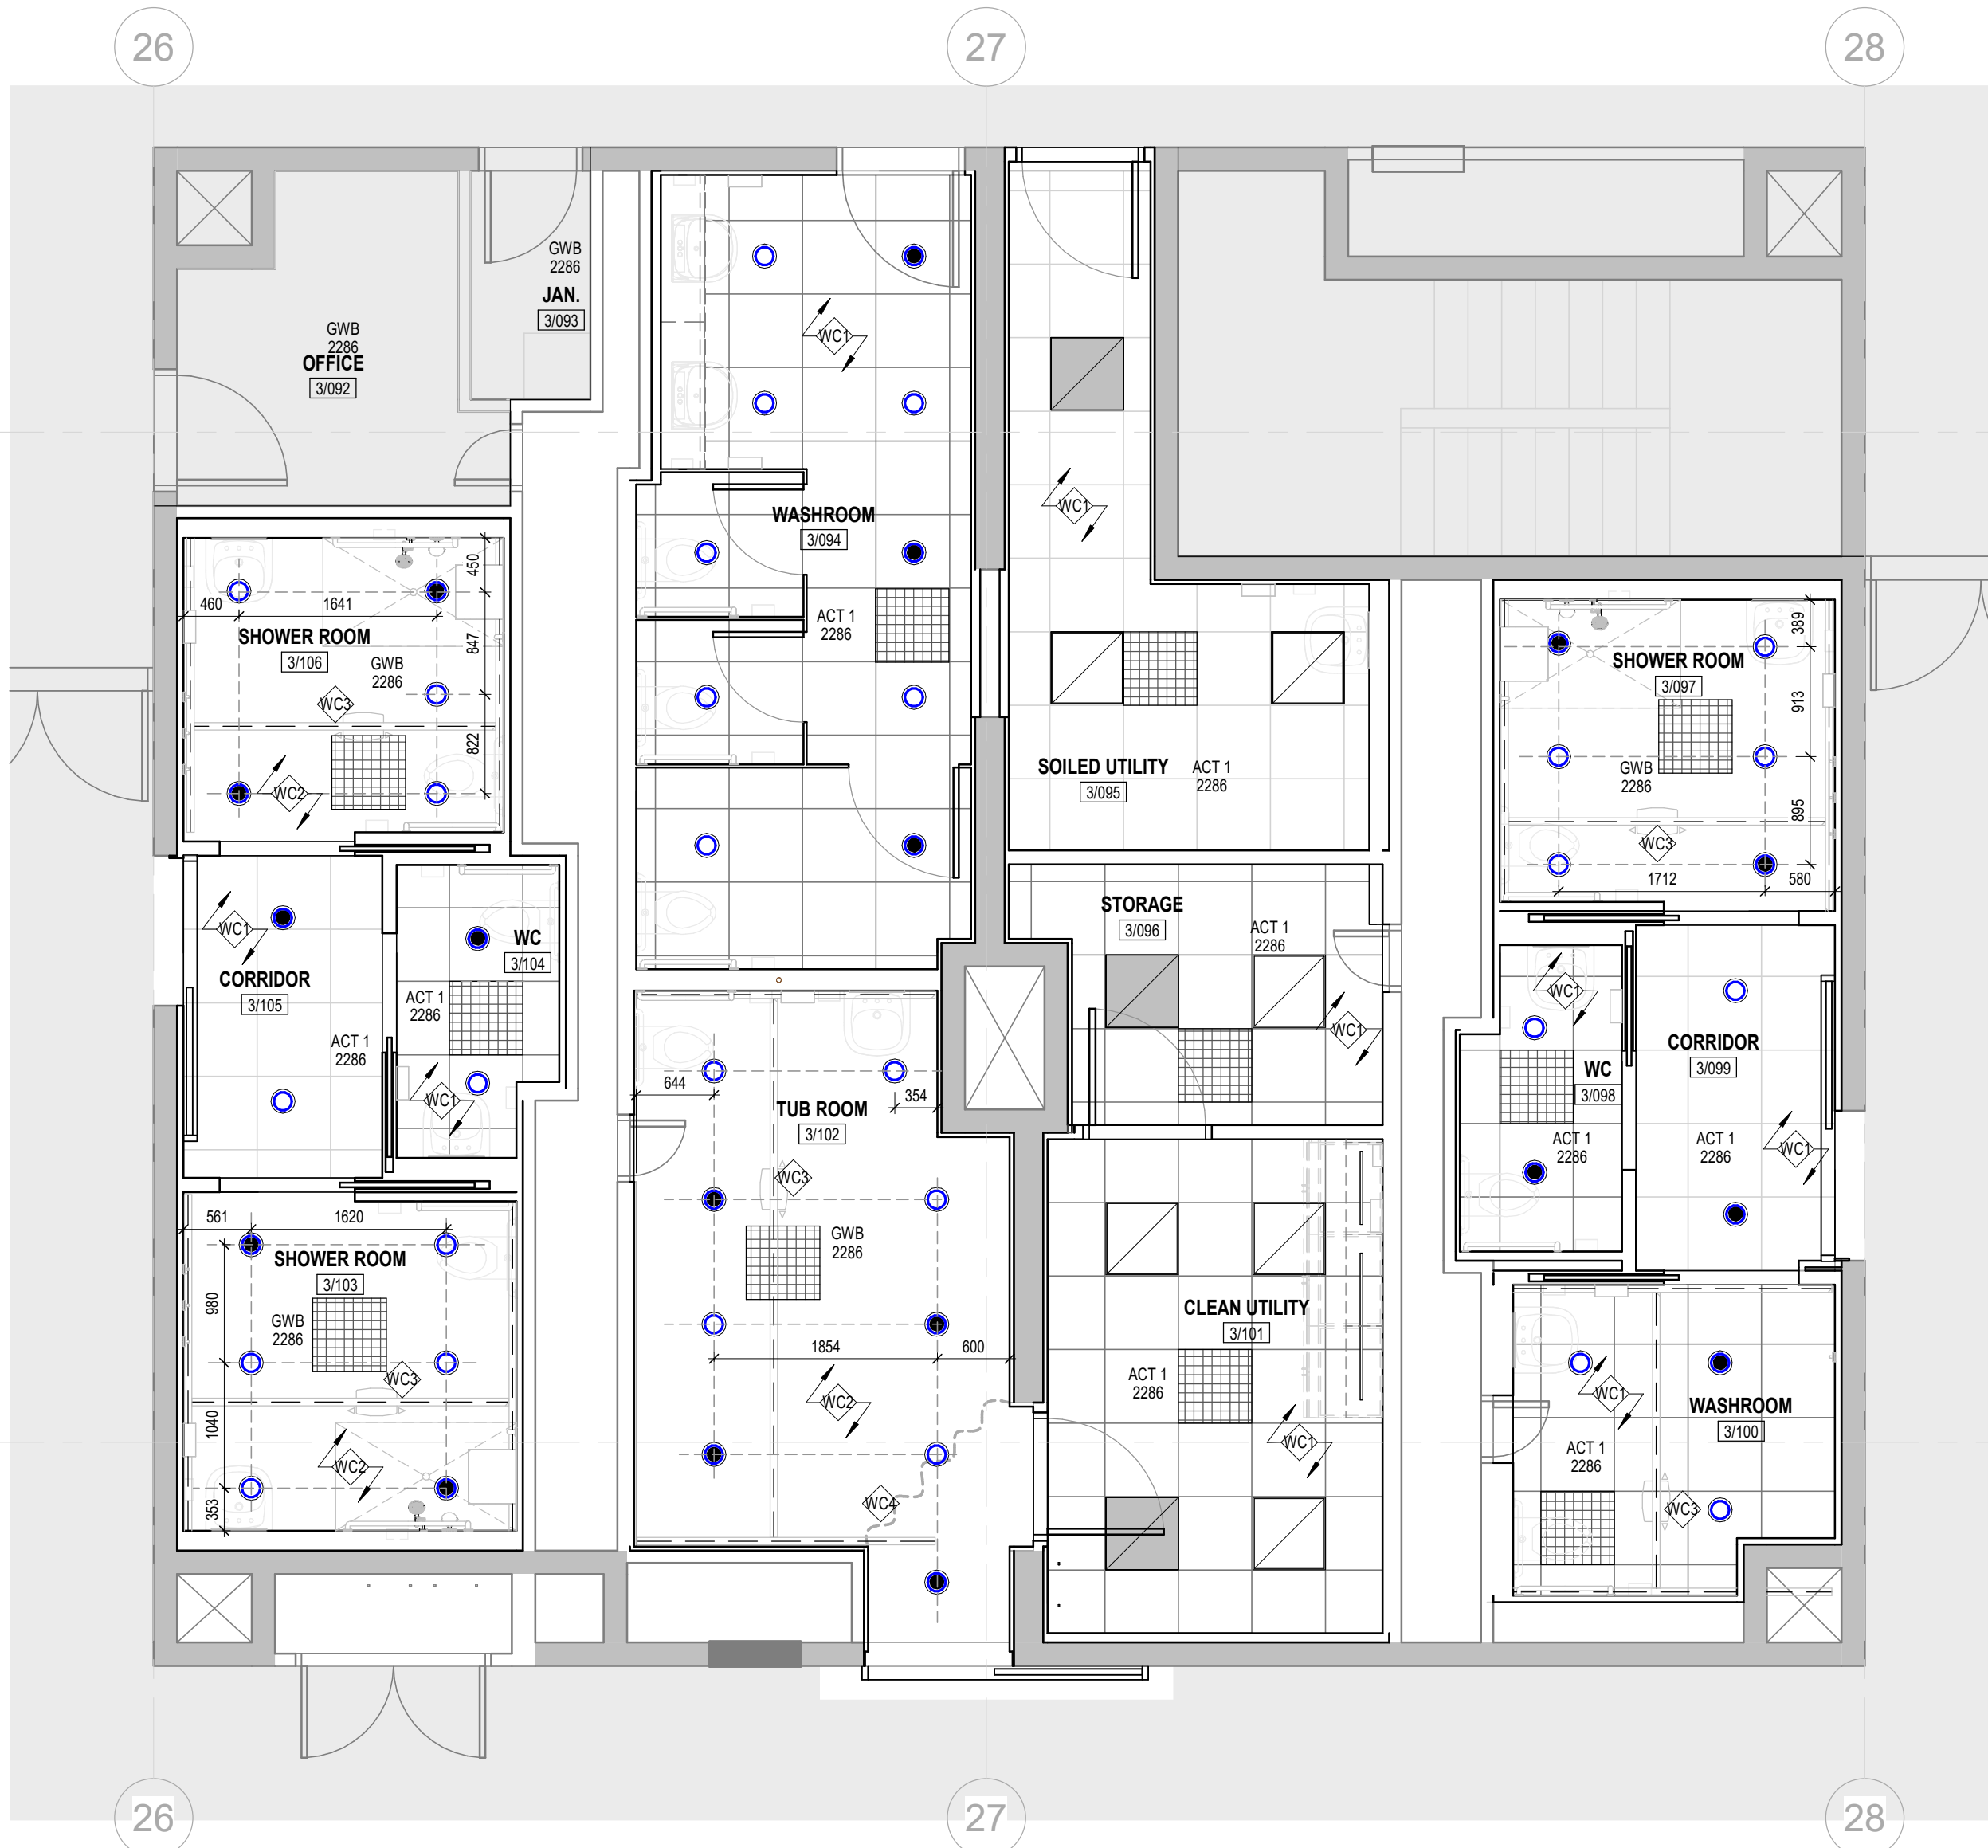 26
27
28
GWB
2286
JAN.
3/093
GWB
2286
OFFICE
3/092
WC1
WASHROOM
3/094
ACT 1
2286
WC1
SOILED UTILITY
3/095
ACT 1
2286
450
460
1641
SHOWER ROOM
3/106
847
GWB
2286
WC3
822
WC2
389
SHOWER ROOM
3/097
913
GWB
2286
895
WC3
1712
580
WC1
CORRIDOR
3/105
ACT 1
2286
WC
3/104
ACT 1
2286
WC1
STORAGE
3/096
ACT 1
2286
WC1
WC1
WC
3/098
ACT 1
2286
CORRIDOR
3/099
ACT 1
2286
WC1
644
354
TUB ROOM
3/102
WC3
GWB
2286
1854
600
WC2
WC4
561
1620
SHOWER ROOM
3/103
980
GWB
2286
WC3
1040
WC2
353
CLEAN UTILITY
3/101
ACT 1
2286
WC1
WC1
WASHROOM
3/100
ACT 1
2286
WC3
26
27
28